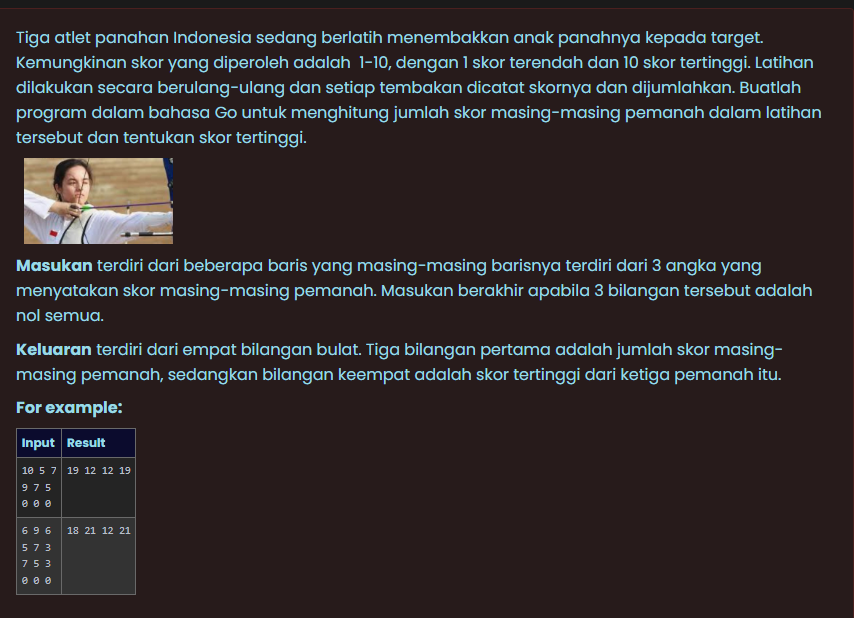 Tiga atlet panahan Indonesia sedang berlatih menembakkan anak panahnya kepada target.
Kemungkinan skor yang diperoleh adalah 1-10, dengan 1 skor terendah dan 10 skor tertinggi. Latihan
dilakukan secara berulang-ulang dan setiap tembakan dicatat skornya dan dijumlahkan. Buatlah
program dalam bahasa Go untuk menghitung jumlah skor masing-masing pemanah dalam latihan
tersebut dan tentukan skor tertinggi.
Masukan terdiri dari beberapa baris yang masing-masing barisnya terdiri dari 3 angka yang
menyatakan skor masing-masing pemanah. Masukan berakhir apabila 3 bilangan tersebut adalah
nol semua.
Keluaran terdiri dari empat bilangan bulat. Tiga bilangan pertama adalah jumlah skor masing-
masing pemanah, sedangkan bilangan keempat adalah skor tertinggi dari ketiga pemanah itu.
For example:
Input Result
10 5 7 19 12 12 19
9 7 5
0 0 0
6 9 6 18 21 12 21
5 7 3
7 5 3
0 0 0